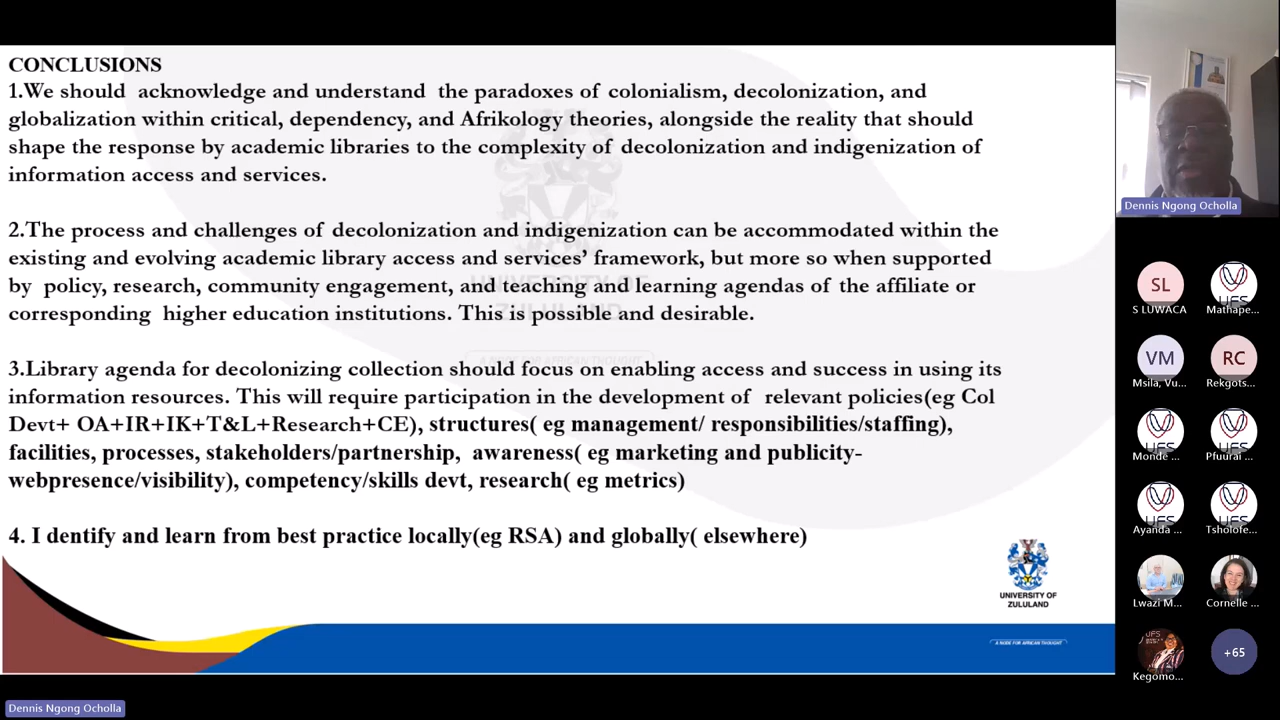 CONCLUSIONS
1.We should acknowledge and understand the paradoxes of colonialism, decolonization, and
globalization within critical, dependency, and Afrikology theories, alongside the reality that should
shape the response by academic libraries to the complexity of decolonization and indigenization of
information access and services.
2.The process and challenges of decolonization and indigenization can be accommodated within the
existing and evolving academic library access and services’ framework, but more so when supported
by policy, research, community engagement, and teaching and learning agendas of the affiliate or
corresponding higher education institutions. This is possible and desirable.
3.Library agenda for decolonizing collection should focus on enabling access and success in using its
information resources. This will require participation in the development of relevant policies(eg Col
Devt+ OA+IR+IK+T&L+Research+CE), structures( eg management/ responsibilities/staffing),
facilities, processes, stakeholders/partnership, awareness( eg marketing and publicity-
webpresence/visibility), competency/skills devt, research( eg metrics)
4. I dentify and learn from best practice locally(eg RSA) and globally( elsewhere)
UNIVERSITY OF
ZULULAND
A NODE FOR AFRICAN THOUGHT
UNIVERSITY OF
ZULULAND
A NODE FOR AFRICAN THOUGHT
Dennis Ngong Ocholla
SL
S LUWACA
UFS
Mathape...
VM
Msila, Vu...
RC
Rekgots...
UFS
Monde ...
UFS
Pfuurai ...
UFS
Ayanda ...
UFS
Tsholofe...
Lwazi M...
Cornelle ...
UFS
Kegomo...
+65
Dennis Ngong Ocholla